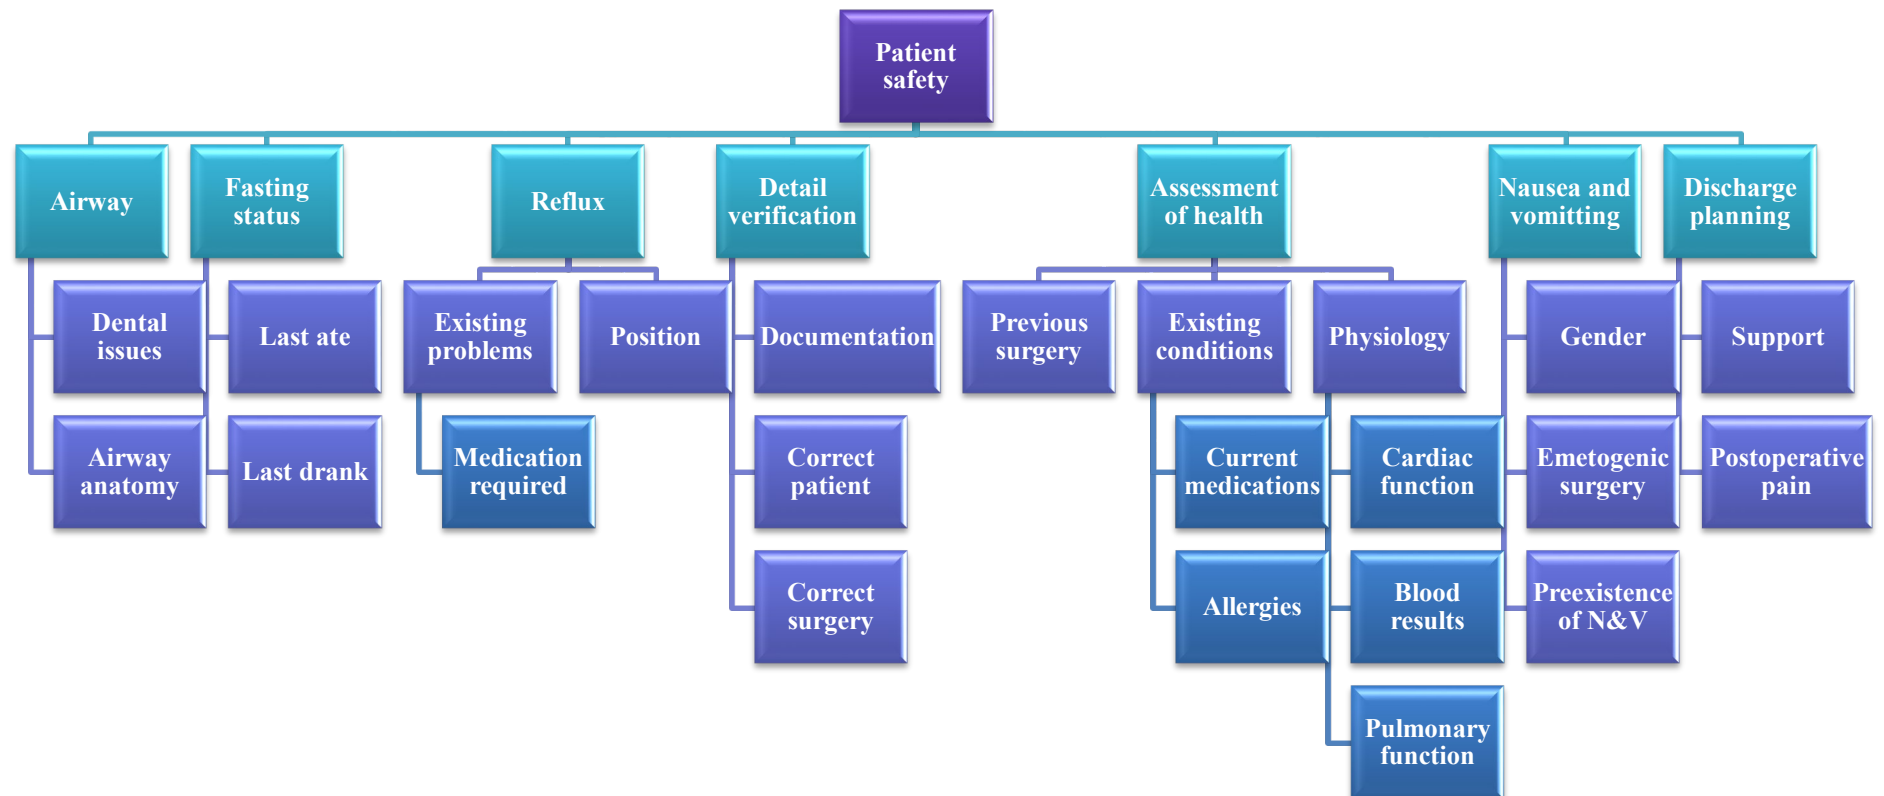 Patient
safety
Airway
Fasting
status
Reflux
Detail
verification
Assessment
of health
Nausea and
vomitting
Discharge
planning
Dental
issues
Last ate
Existing
problems
Position
Documentation
Previous
surgery
Existing
conditions
Physiology
Gender
Support
Airway
anatomy
Last drank
Medication
required
Correct
patient
Current
medications
Cardiac
function
Emetogenic
surgery
Postoperative
pain
Correct
surgery
Allergies
Blood
results
Preexistence
of N&V
Pulmonary
function